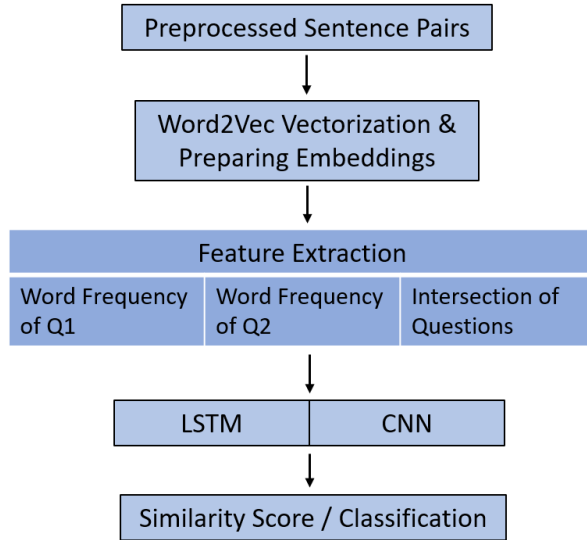 Preprocessed Sentence Pairs
Word2Vec Vectorization &
Preparing Embeddings
Feature Extraction
Word Frequency
of Q1
Word Frequency
of Q2
Intersection of
Questions
LSTM
CNN
Similarity Score / Classification